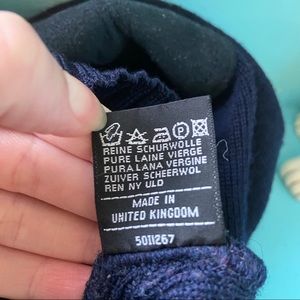 REINE SCHURWOLLE
PURE LAINE VIERGE
PURA LANA VERGINE
ZUIVER SCHEERWOL
REN NY ULD
MADE IN
UNITED KINGDOM
5011267